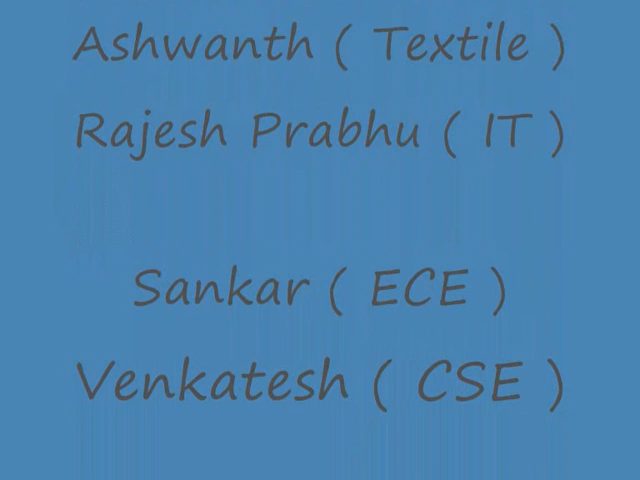 Ashwanth ( Textile )
Rajesh Prabhu ( IT )
Sankar ( ECE )
Venkatesh ( CSE )